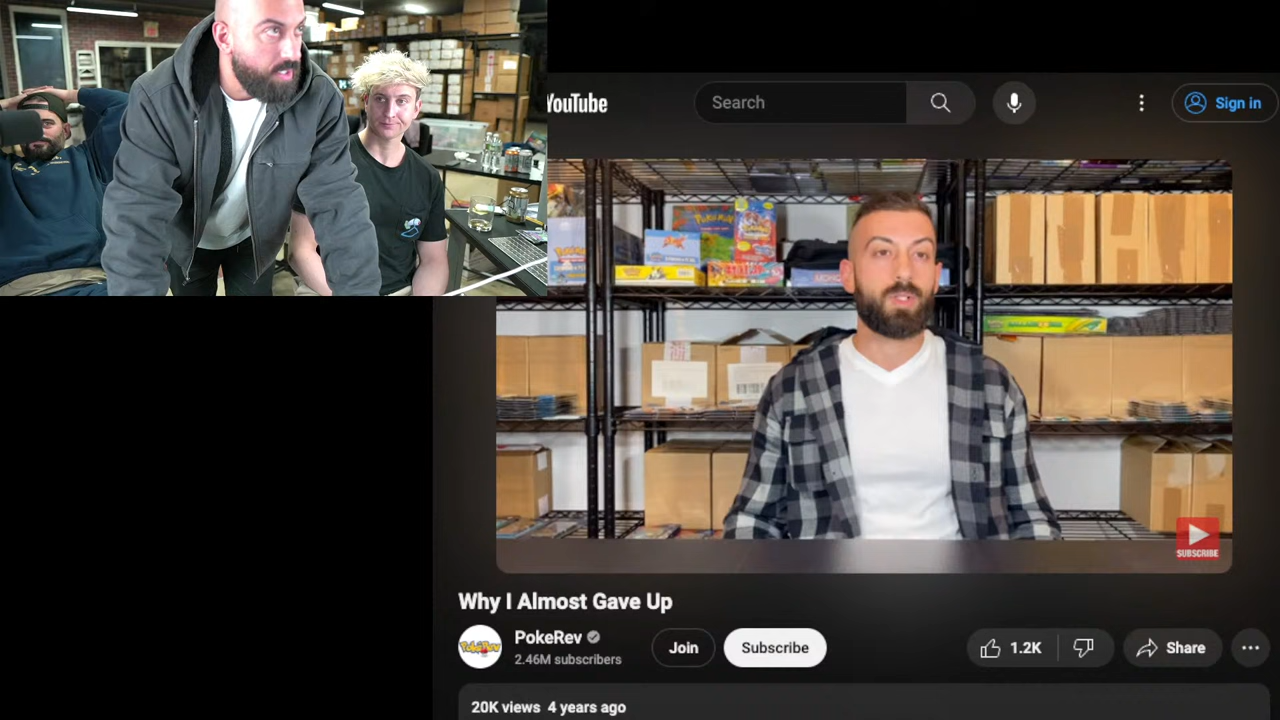 YouTube
Search
Sign in
POKÉMON
SUBSCRIBE
Why I Almost Gave Up
PokeRev
2.46M subscribers
Join
Subscribe
1.2K
Share
20K views 4 years ago